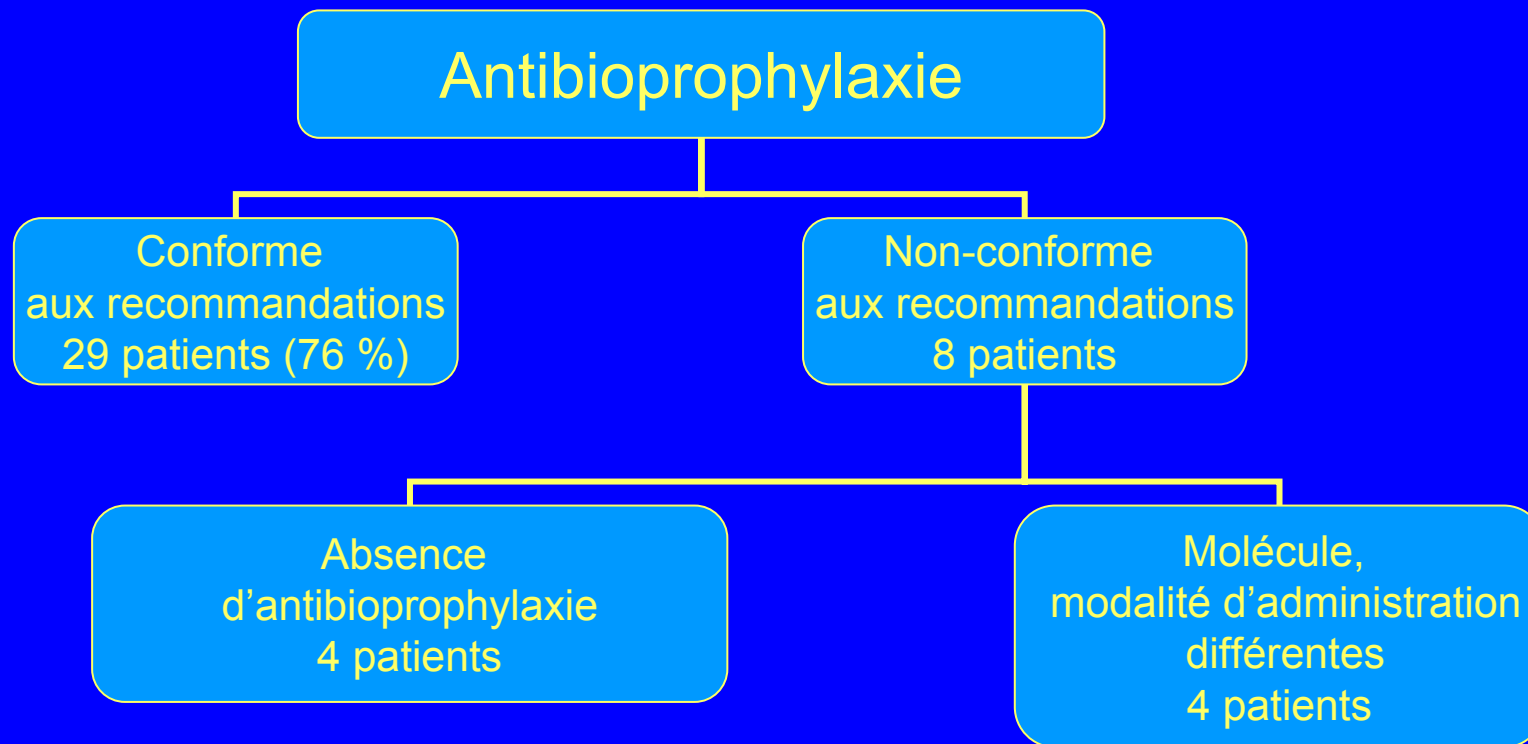 Antibioprophylaxie
Conforme
aux recommandations
29 patients (76 %)
Non-conforme
aux recommandations
8 patients
Absence
d’antibioprophylaxie
4 patients
Molécule,
modalité d’administration
différentes
4 patients